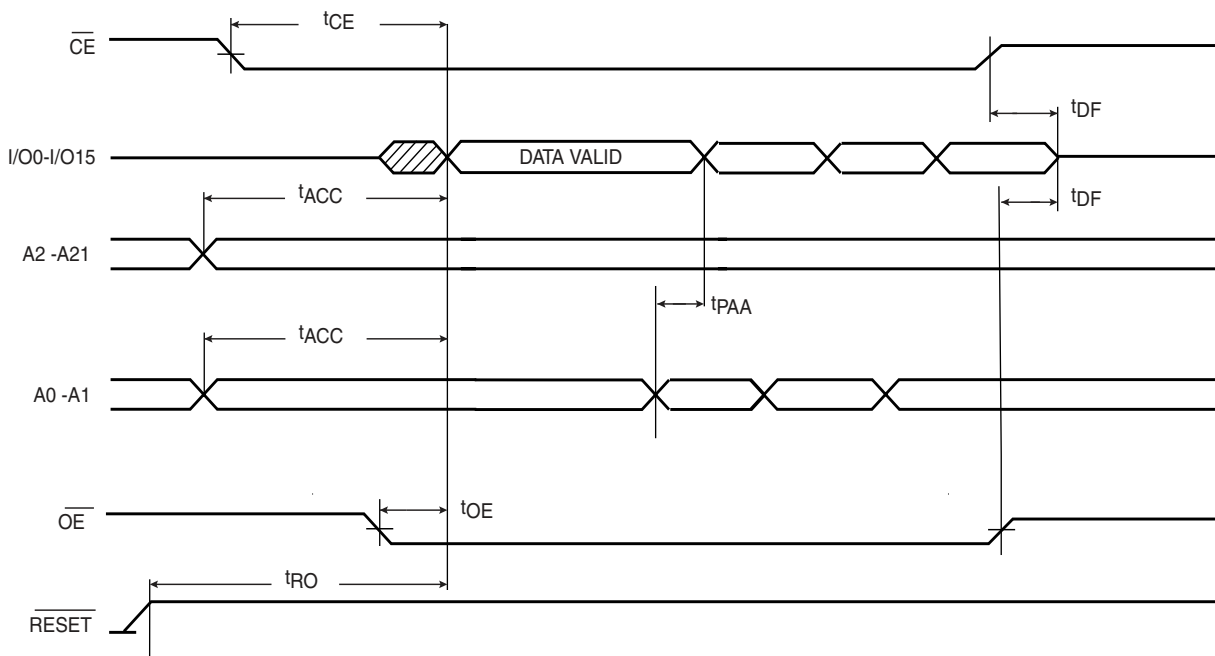 tCE
CE
tDF
I/O0-I/O15
DATA VALID
tACC
tDF
A2 -A21
tPAA
tACC
A0 -A1
tOE
OE
tRO
RESET